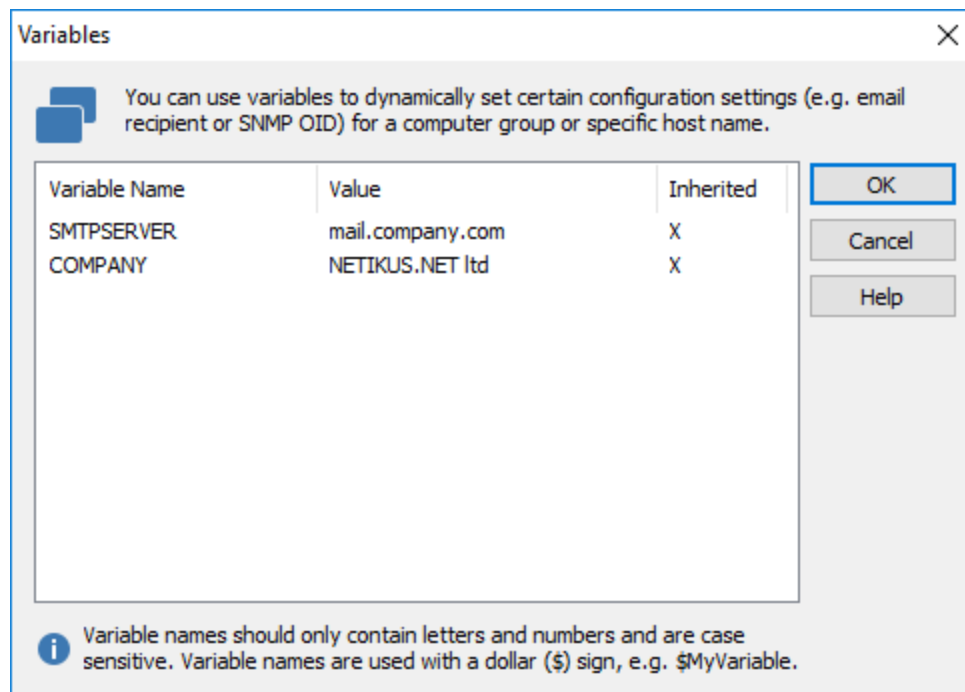 Variables
You can use variables to dynamically set certain configuration settings (e.g. email
recipient or SNMP OID) for a computer group or specific host name.
Variable Name Value Inherited
SMTPSERVER mail.company.com X
COMPANY NETIKUS.NET ltd X
OK
Cancel
Help
Variable names should only contain letters and numbers and are case
sensitive. Variable names are used with a dollar ($) sign, e.g. $MyVariable.